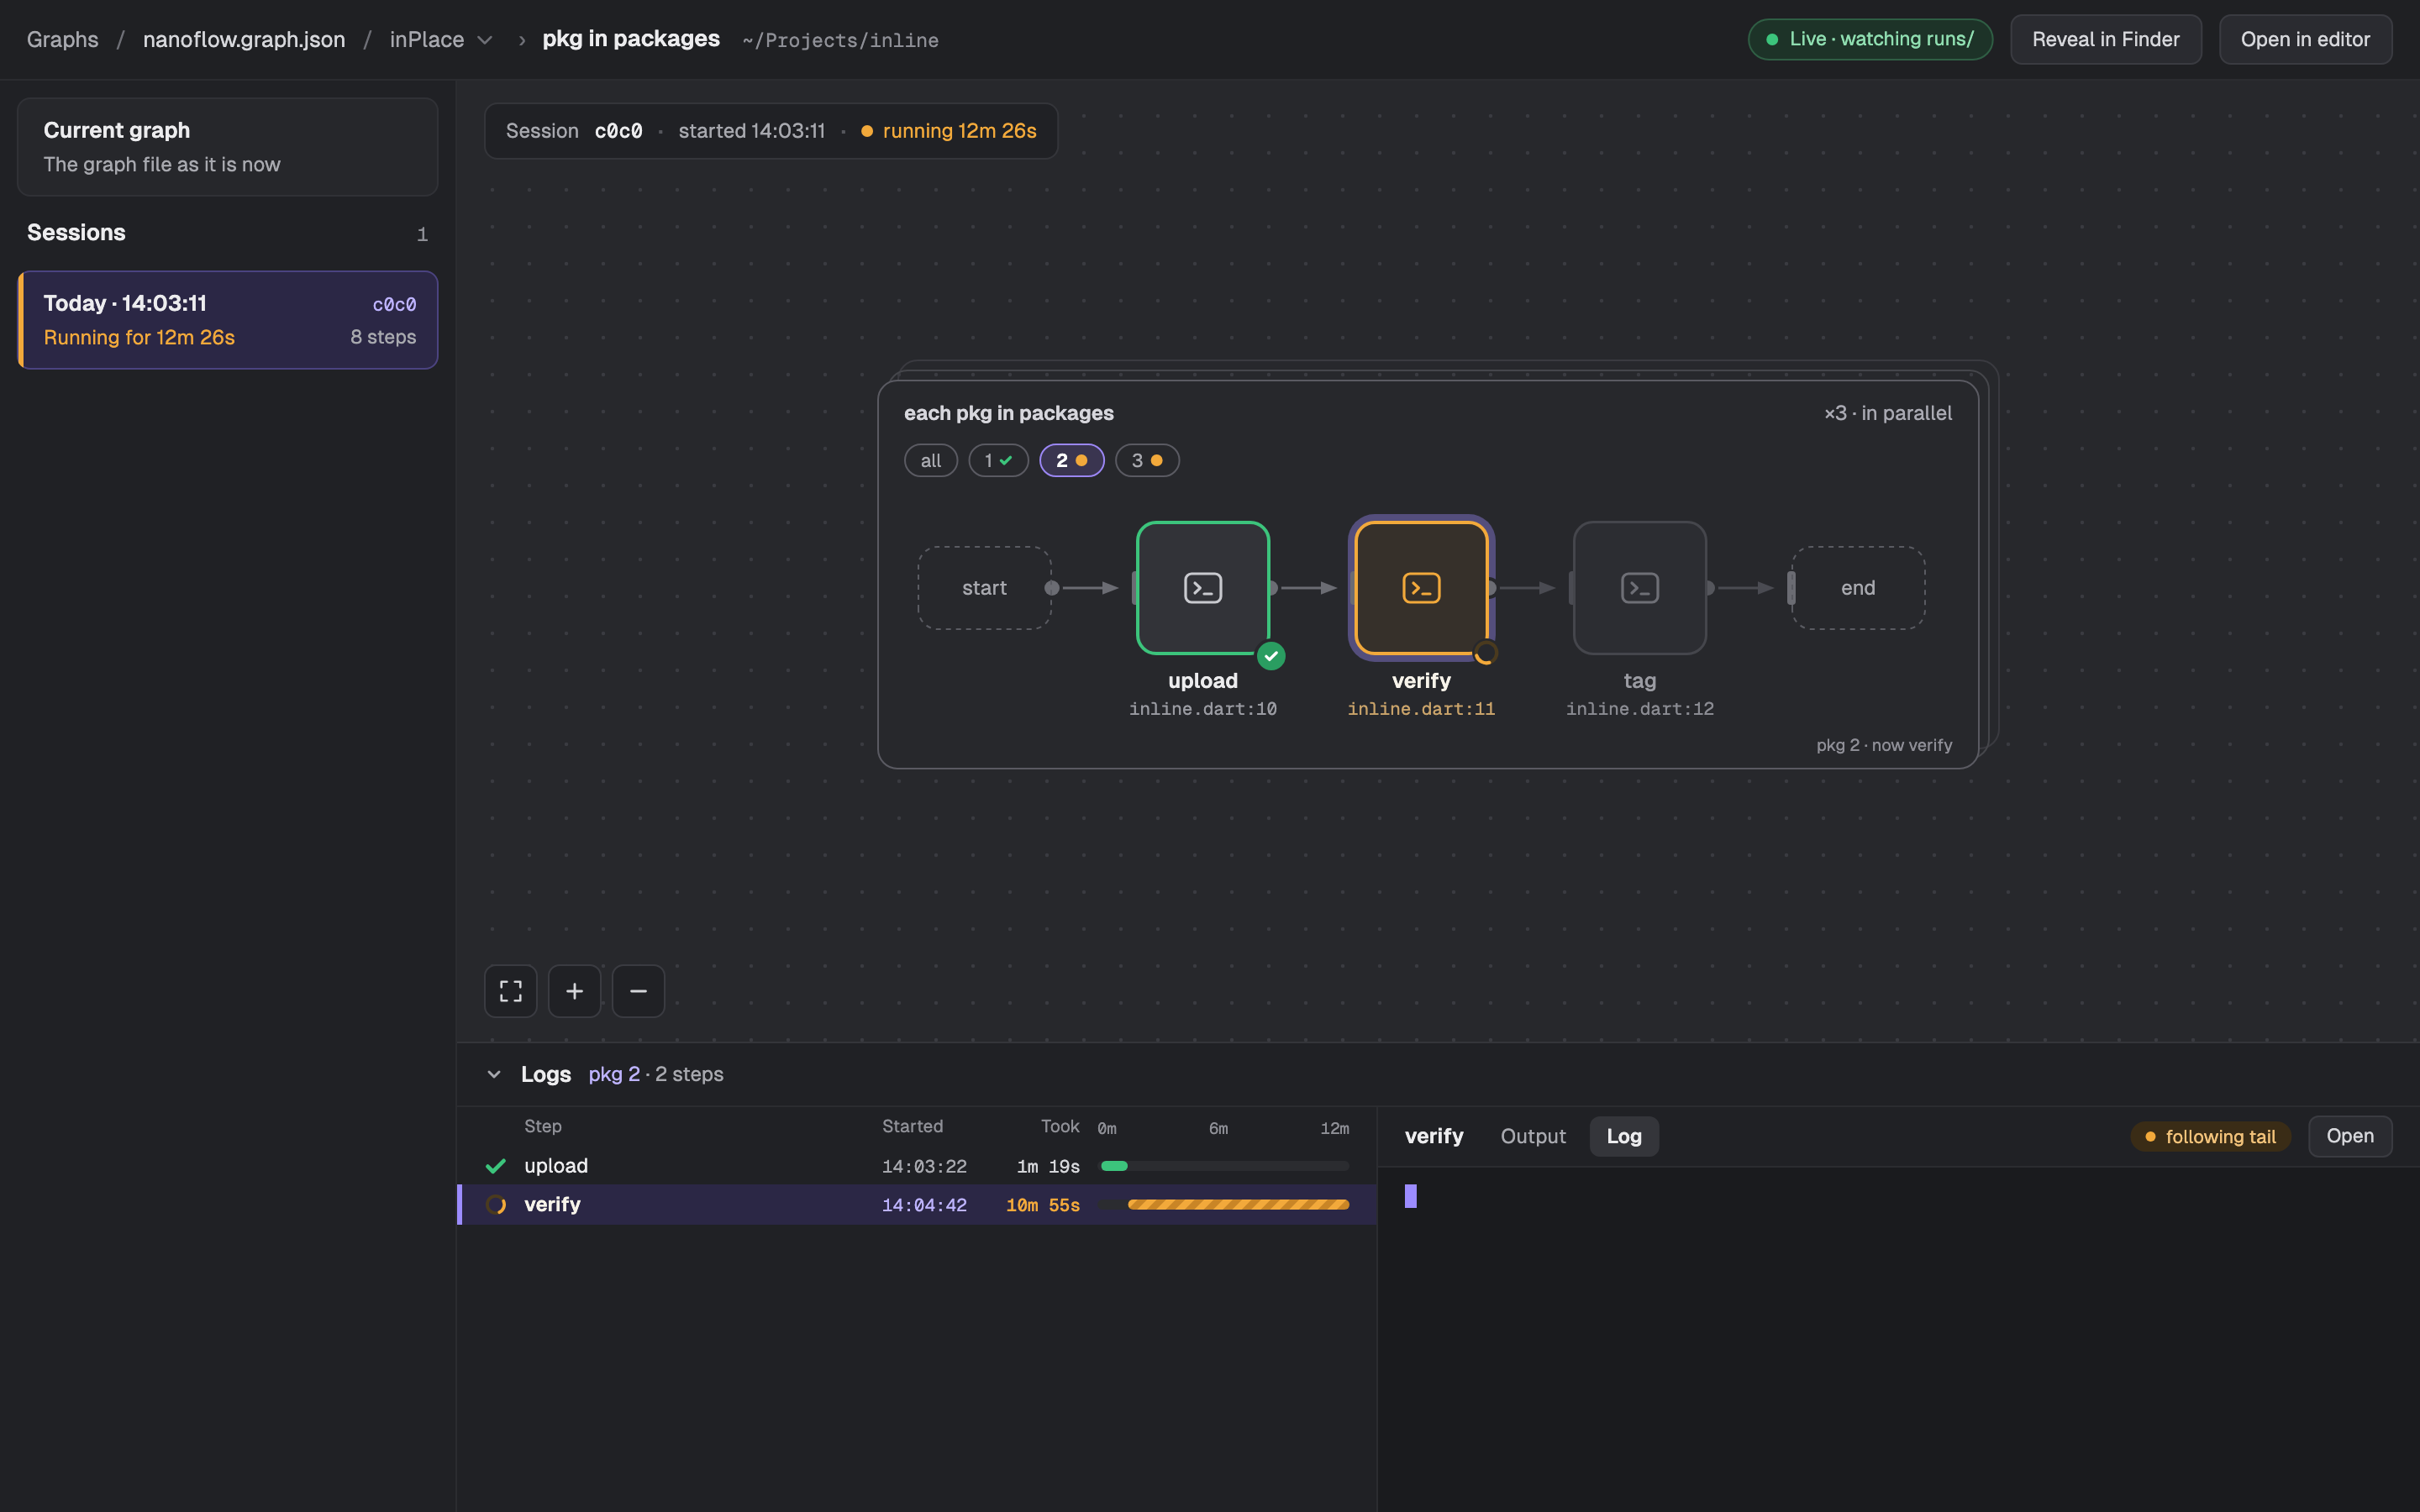 Graphs / nanoflow.graph.json / inPlace › pkg in packages ~/Projects/inline
Live · watching runs/
Reveal in Finder
Open in editor
Current graph
The graph file as it is now
Sessions 1
Today · 14:03:11 c0c0
Running for 12m 26s 8 steps
Session c0c0 · started 14:03:11 · running 12m 26s
each pkg in packages ×3 · in parallel
all 1 2 3
start
end
upload verify tag
inline.dart:10 inline.dart:11 inline.dart:12
pkg 2 · now verify
Logs pkg 2 · 2 steps
Step Started Took 0m 6m 12m
upload 14:03:22 1m 19s
verify 14:04:42 10m 55s
verify Output Log following tail Open